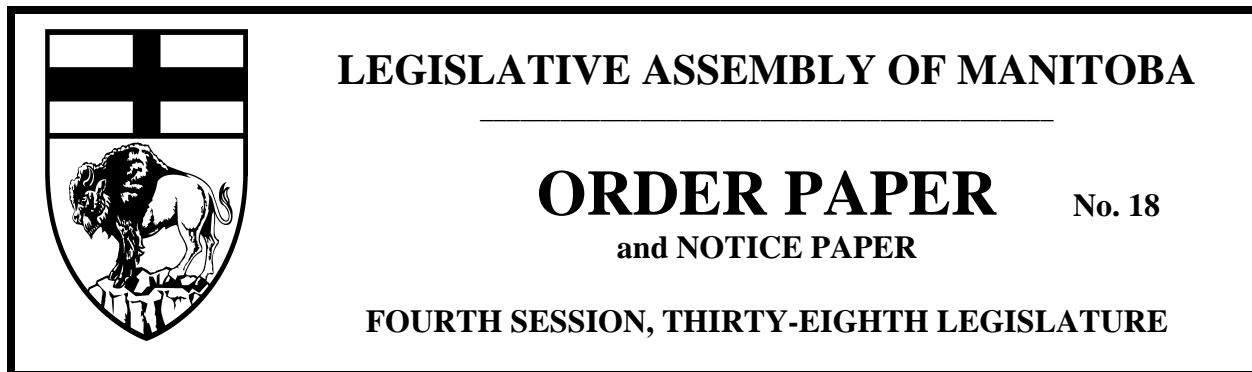 LEGISLATIVE ASSEMBLY OF MANITOBA
ORDER PAPER No. 18
and NOTICE PAPER
FOURTH SESSION, THIRTY-EIGHTH LEGISLATURE